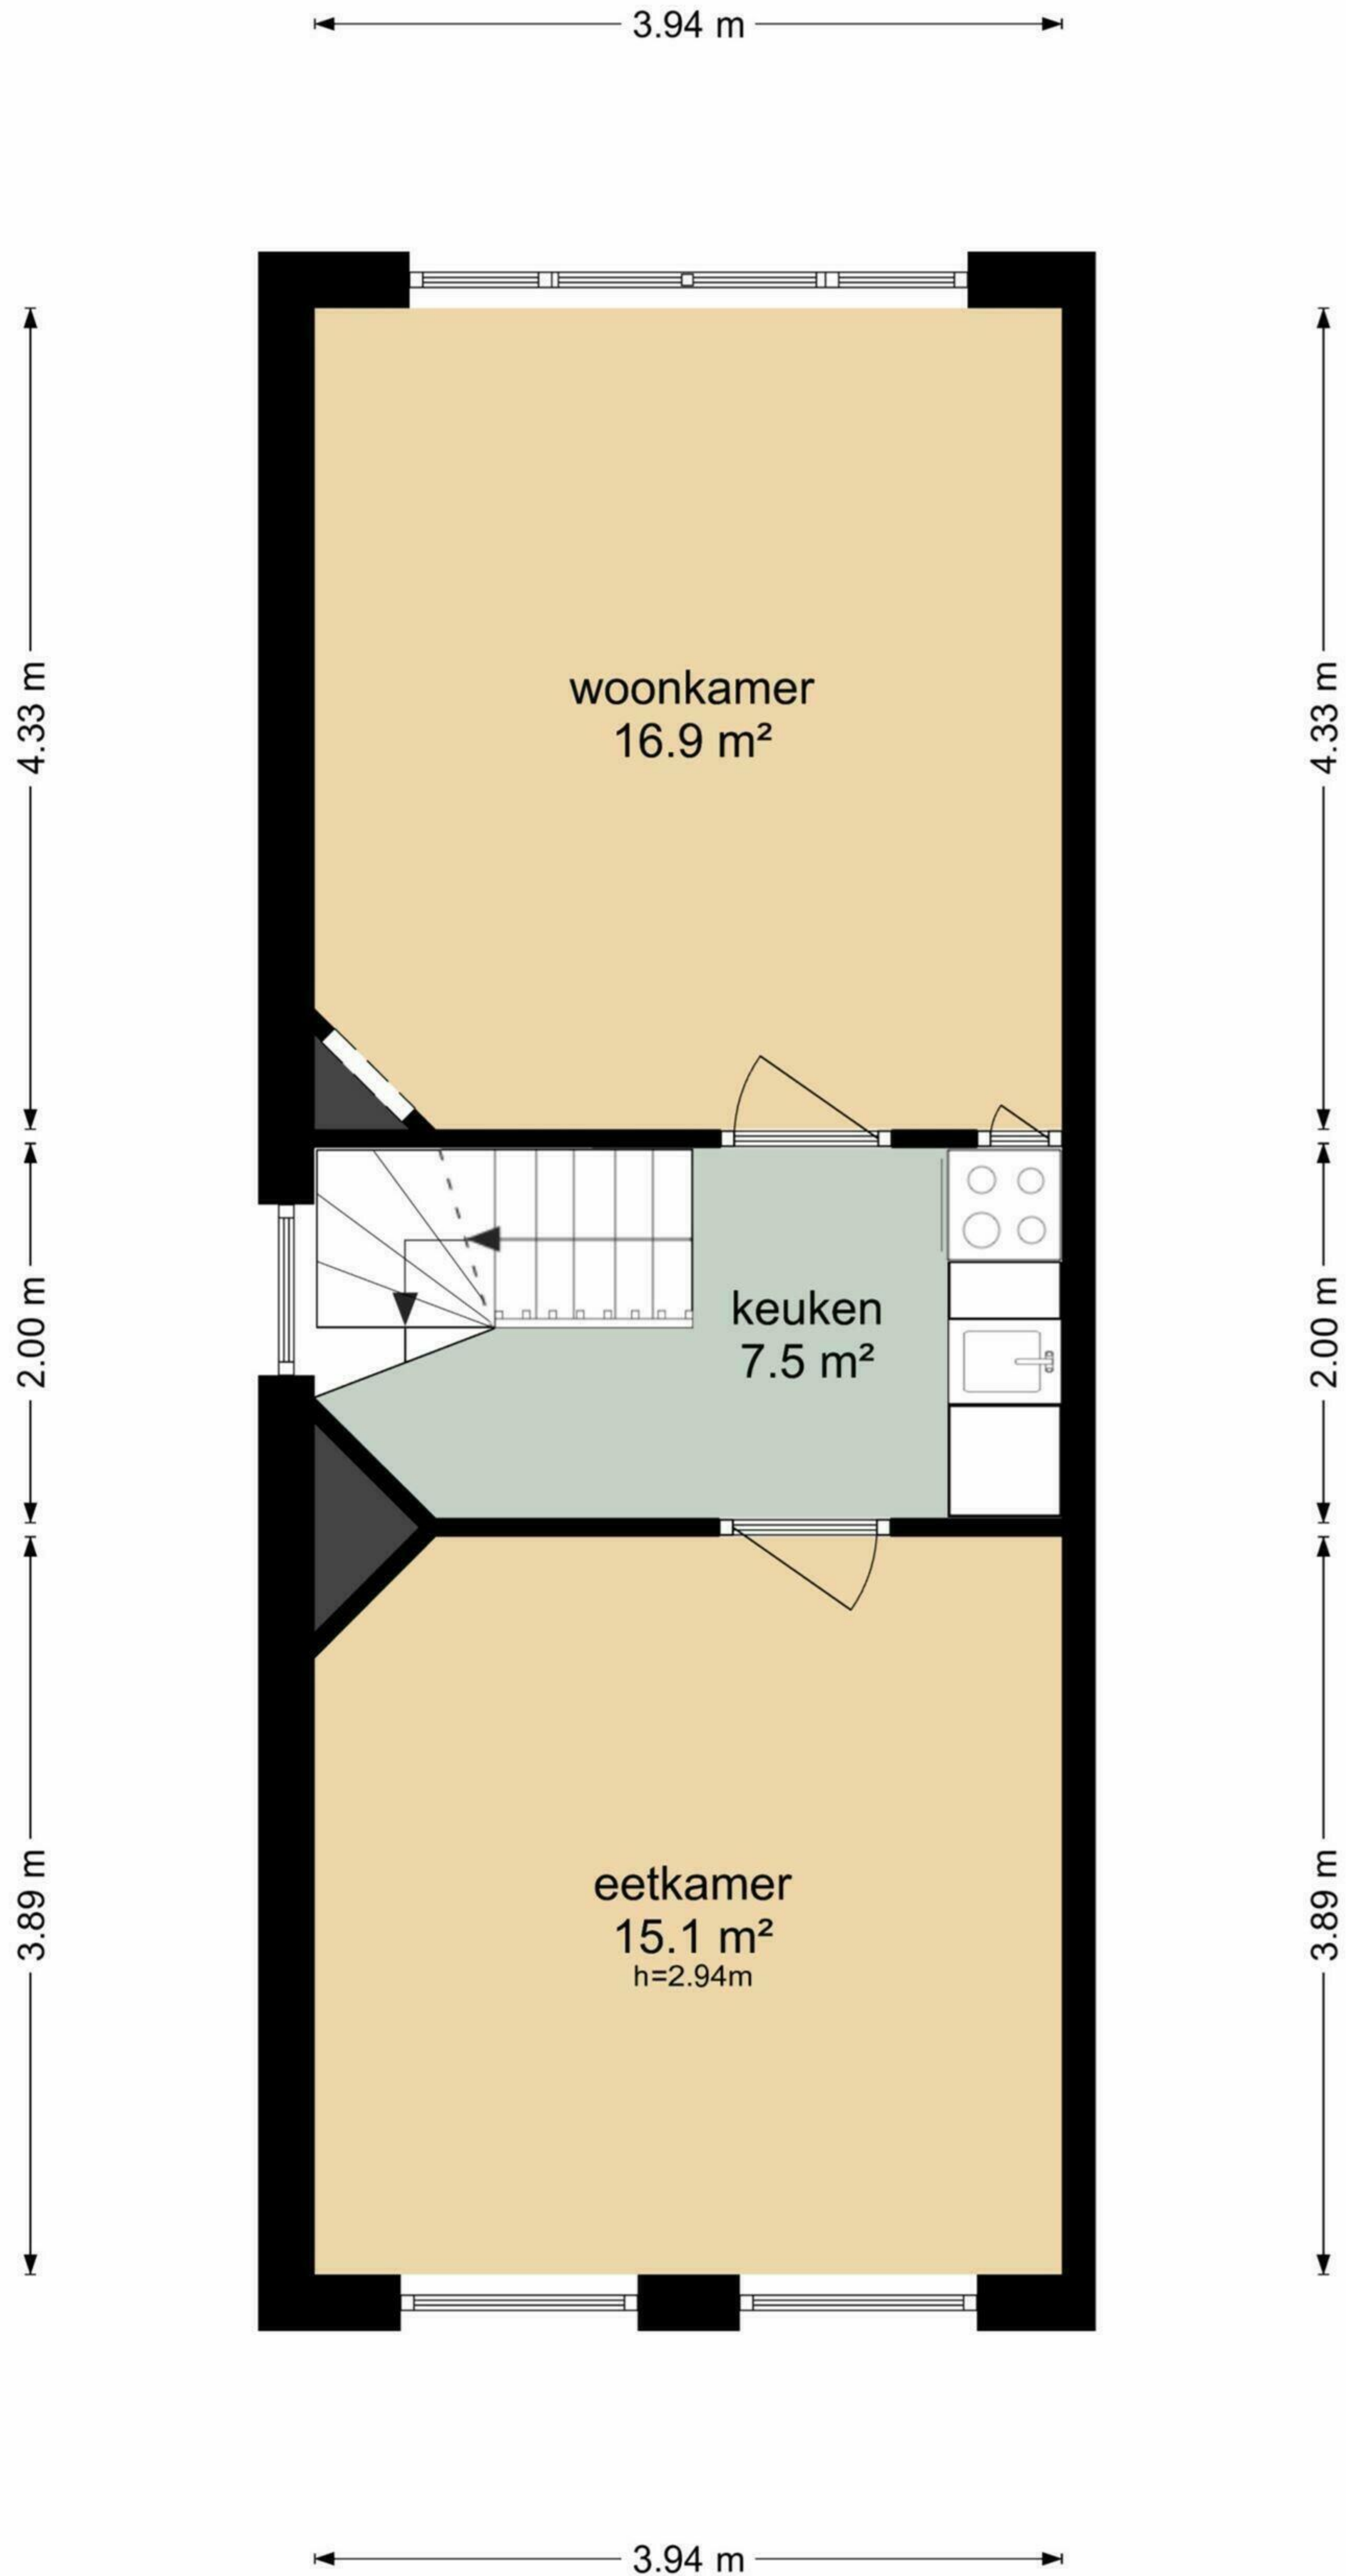 3.94 m
woonkamer
16.9 m²
4.33 m
4.33 m
keuken
7.5 m²
2.00 m
2.00 m
eetkamer
15.1 m²
h=2.94m
3.89 m
3.89 m
3.94 m